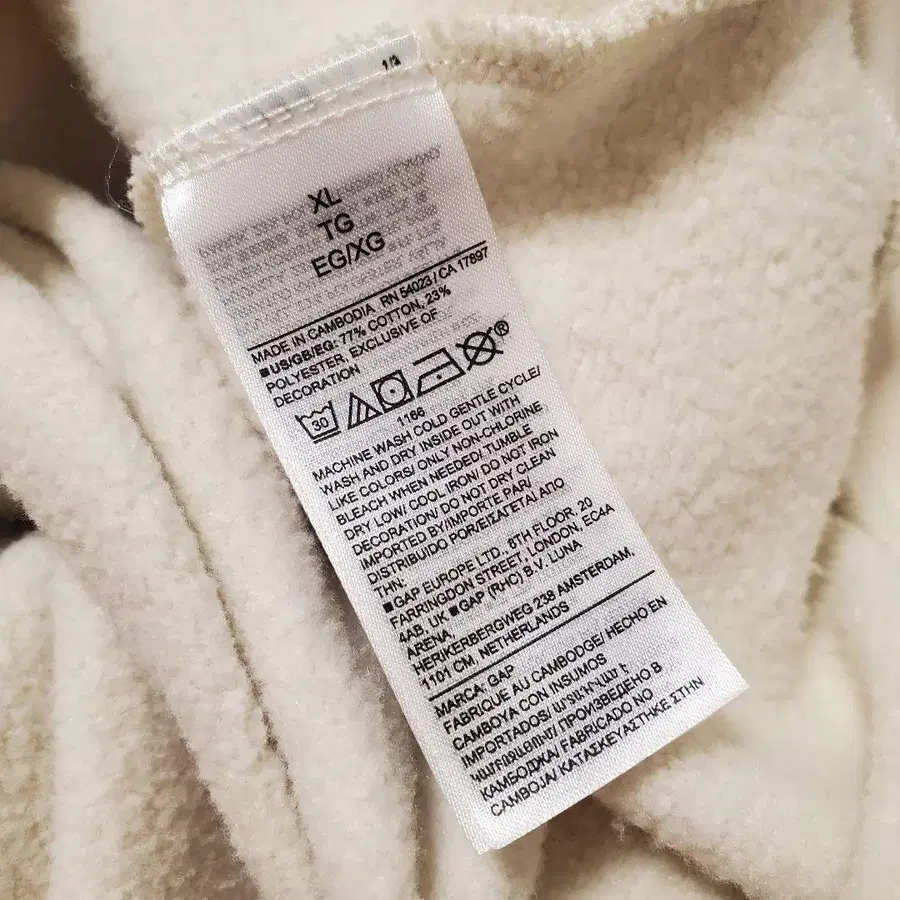 1/3
XL
TG
EG/XG
MADE IN CAMBODIA RN 54023 / CA 17897
■US/GB/EG: 77% COTTON, 23%
POLYESTER, EXCLUSIVE OF
DECORATION
30
®
1166
MACHINE WASH COLD GENTLE CYCLE/
WASH AND DRY INSIDE OUT WITH
LIKE COLORS/ ONLY NON-CHLORINE
BLEACH WHEN NEEDED/ TUMBLE
DRY LOW/ COOL IRON/ DO NOT IRON
DECORATION/ DO NOT DRY CLEAN
IMPORTED BY/IMPORTE PAR/
DISTRIBUIDO POR/ΕΙΣΑΓΕΤΑΙ ΑΠΟ
ΤΗΝ:
■GAP EUROPE LTD, 6TH FLOOR, 20
FARRINGDON STREET, LONDON, EC4A
4AB, UK ■GAP (RHC) B.V. LUNA
ARENA,
HERIKERBERGWEG 238 AMSTERDAM,
1101 CM, NETHERLANDS
MARCA: GAP
FABRIQUE AU CAMBODGE/ HECHO EN
CAMBOYA CON INSUMOS
IMPORTADOS/
ПРОИЗВЕДЕНО В
КАМБОДЖА/ FABRICADO NO
CAMBOJA/ ΚΑΤΑΣΚΕΥΑΣΤΗΚΕ ΣΤΗΝ